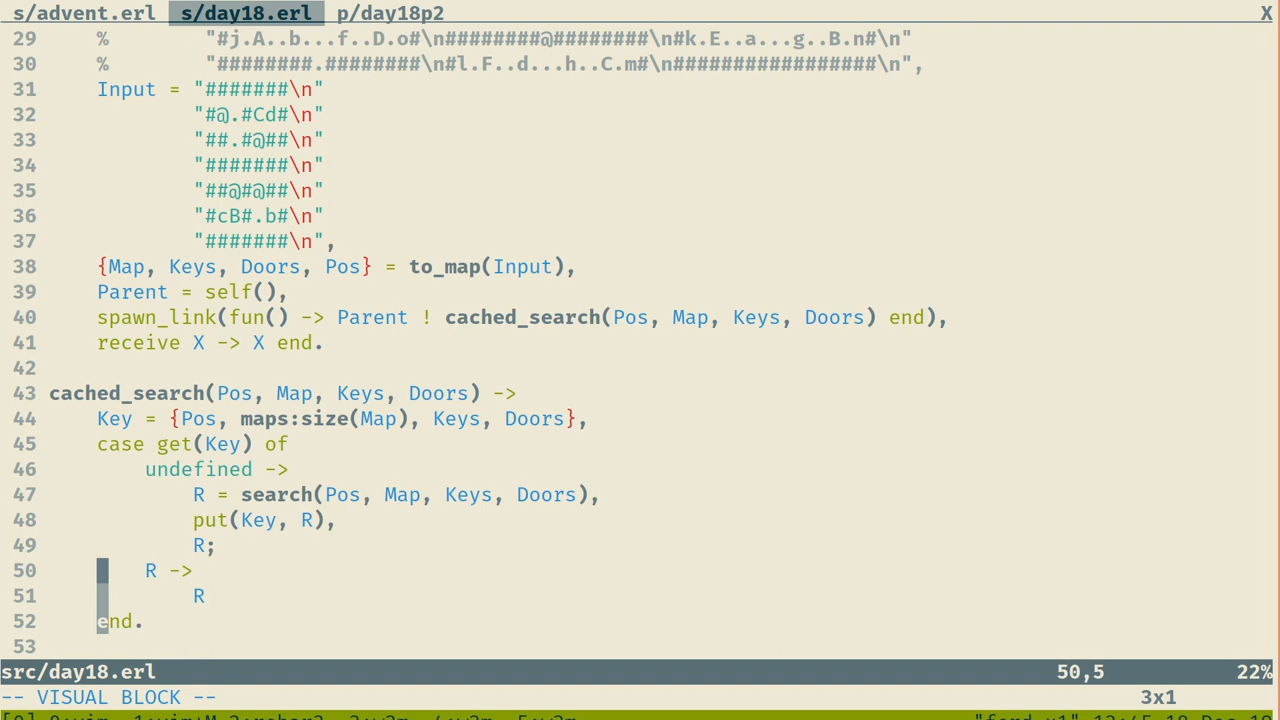 s/advent.erl  s/day18.erl  p/day18p2 X
29     %        "#j.A..b...f..D.o#\n########@########\n#k.E..a...g..B.n#\n"
30     %        "########.########\n#l.F..d...h..C.m#\n#################\n",
31     Input = "#######\n"
32             "#@.#Cd#\n"
33             "##.#@##\n"
34             "#######\n"
35             "##@#@##\n"
36             "#cB#.b#\n"
37             "#######\n",
38     {Map, Keys, Doors, Pos} = to_map(Input),
39     Parent = self(),
40     spawn_link(fun() -> Parent ! cached_search(Pos, Map, Keys, Doors) end),
41     receive X -> X end.
42
43 cached_search(Pos, Map, Keys, Doors) ->
44     Key = {Pos, maps:size(Map), Keys, Doors},
45     case get(Key) of
46         undefined ->
47             R = search(Pos, Map, Keys, Doors),
48             put(Key, R),
49             R;
50         R ->
51             R
52     end.
53
src/day18.erl 50,5 22%
-- VISUAL BLOCK -- 3x1